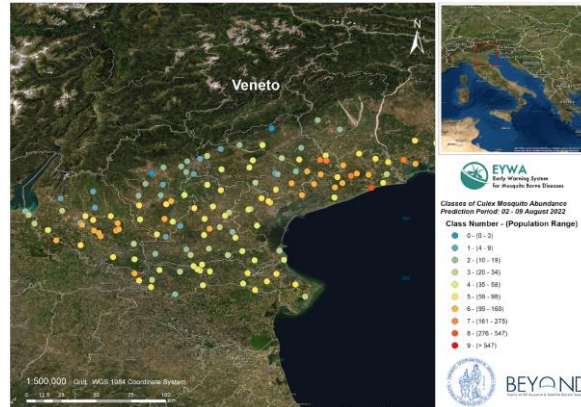 Veneto
N
1:500,000 Grid, WGS 1984 Coordinate System
0 12.5 25 50 75 100
EYWA
Early Warning System
for Mosquito Borne Diseases
Classes of Culex Mosquito Abundance
Prediction Period: 02 - 09 August 2022
Class Number - (Population Range)
0 - (0 - 3)
1 - (4 - 9)
2 - (10 - 19)
3 - (20 - 34)
4 - (35 - 58)
5 - (59 - 98)
6 - (99 - 160)
7 - (161 - 275)
8 - (276 - 547)
9 - (> 547)
BEYOND